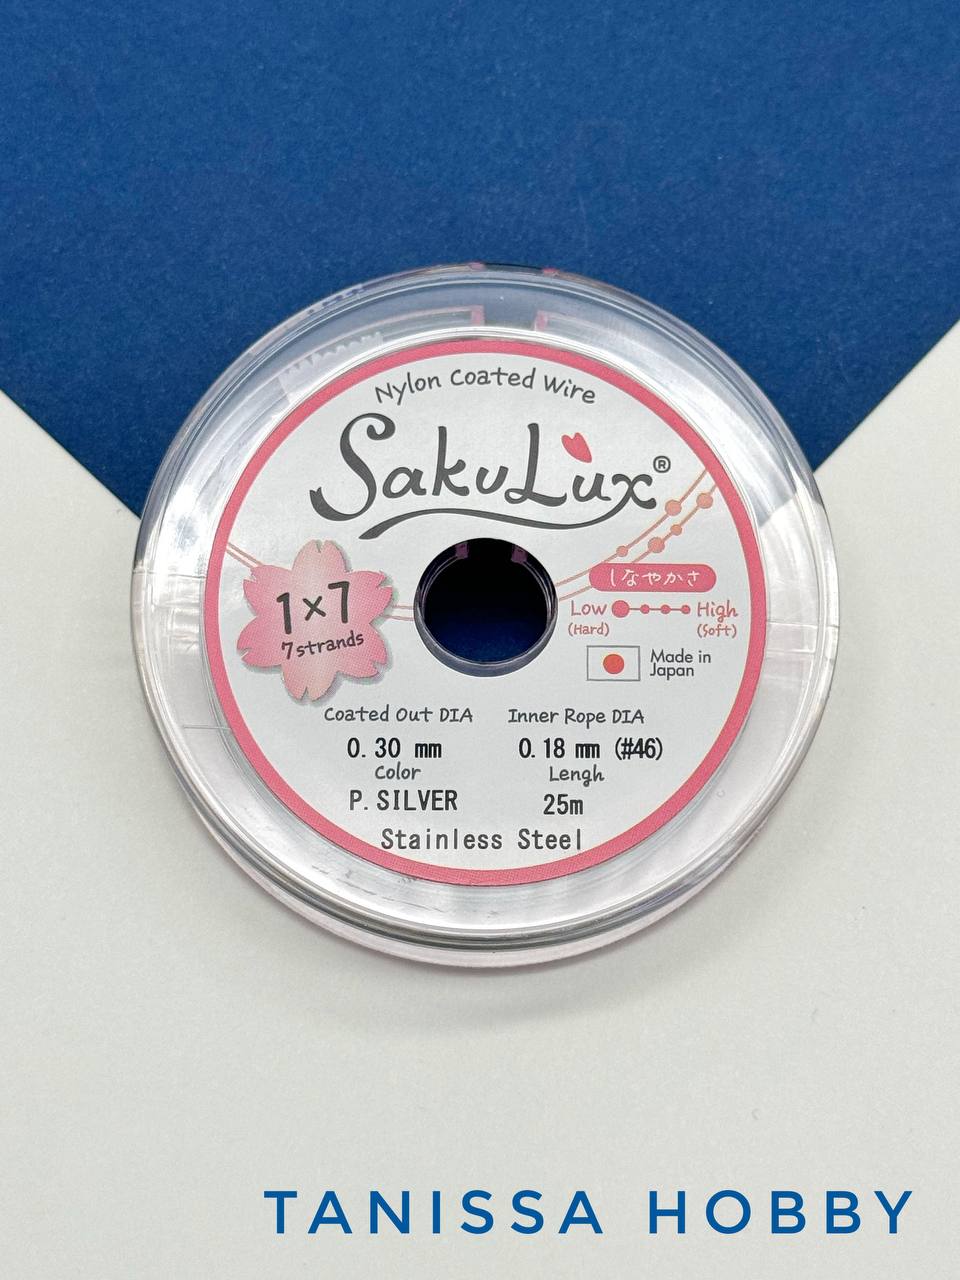 Nylon Coated Wire
SakuLux®
1×7
7strands
しなやかさ
Low High
(Hard) (Soft)
Made in
Japan
Coated Out DIA Inner Rope DIA
0.30 mm 0.18 mm (#46)
Color Lengh
P.SILVER 25m
Stainless Steel
TANISSA HOBBY